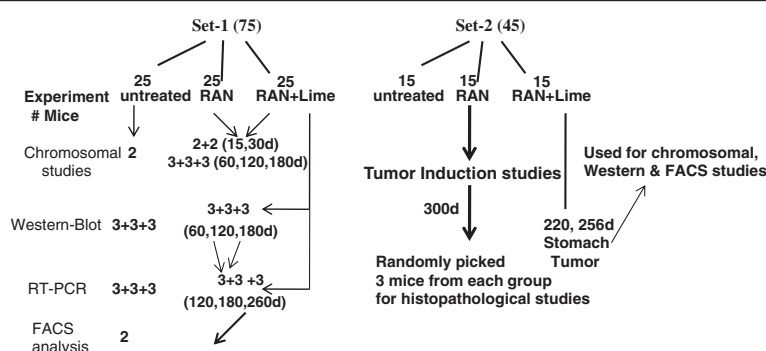 Set-1 (75)
Set-2 (45)
25 25 25
15 15 15
Experiment untreated RAN RAN+Lime
untreated RAN RAN+Lime
# Mice
Chromosomal 2
studies
2+2 (15,30d)
3+3+3 (60,120,180d)
Used for chromosomal,
Western & FACS studies
Tumor Induction studies
300d
Western-Blot 3+3+3
3+3+3
(60,120,180d)
220, 256d
Stomach
Tumor
Randomly picked
3 mice from each group
for histopathological studies
RT-PCR 3+3+3
3+3 +3
(120,180,260d)
FACS 2
analysis